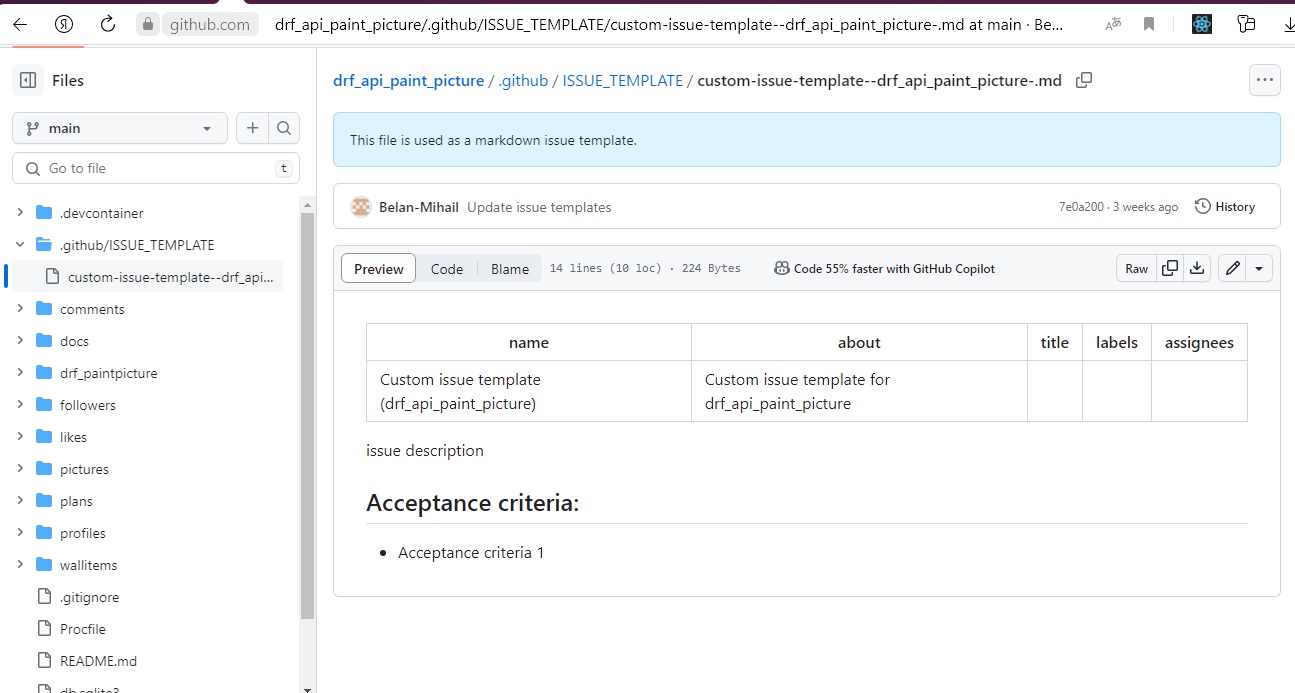 github.com drf_api_paint_picture/.github/ISSUE_TEMPLATE/custom-issue-template--drf_api_paint_picture-.md at main · Be...
Files
main
Go to file
t
.devcontainer
.github/ISSUE_TEMPLATE
custom-issue-template--drf_api...
comments
docs
drf_paintpicture
followers
likes
pictures
plans
profiles
wallitems
.gitignore
Procfile
README.md
db.sqlite3
drf_api_paint_picture / .github / ISSUE_TEMPLATE / custom-issue-template--drf_api_paint_picture-.md
This file is used as a markdown issue template.
Belan-Mihail Update issue templates 7e0a200 · 3 weeks ago History
Preview Code Blame 14 lines (10 loc) · 224 Bytes Code 55% faster with GitHub Copilot Raw
name about title labels assignees
Custom issue template Custom issue template for
(drf_api_paint_picture) drf_api_paint_picture
issue description
Acceptance criteria:
• Acceptance criteria 1